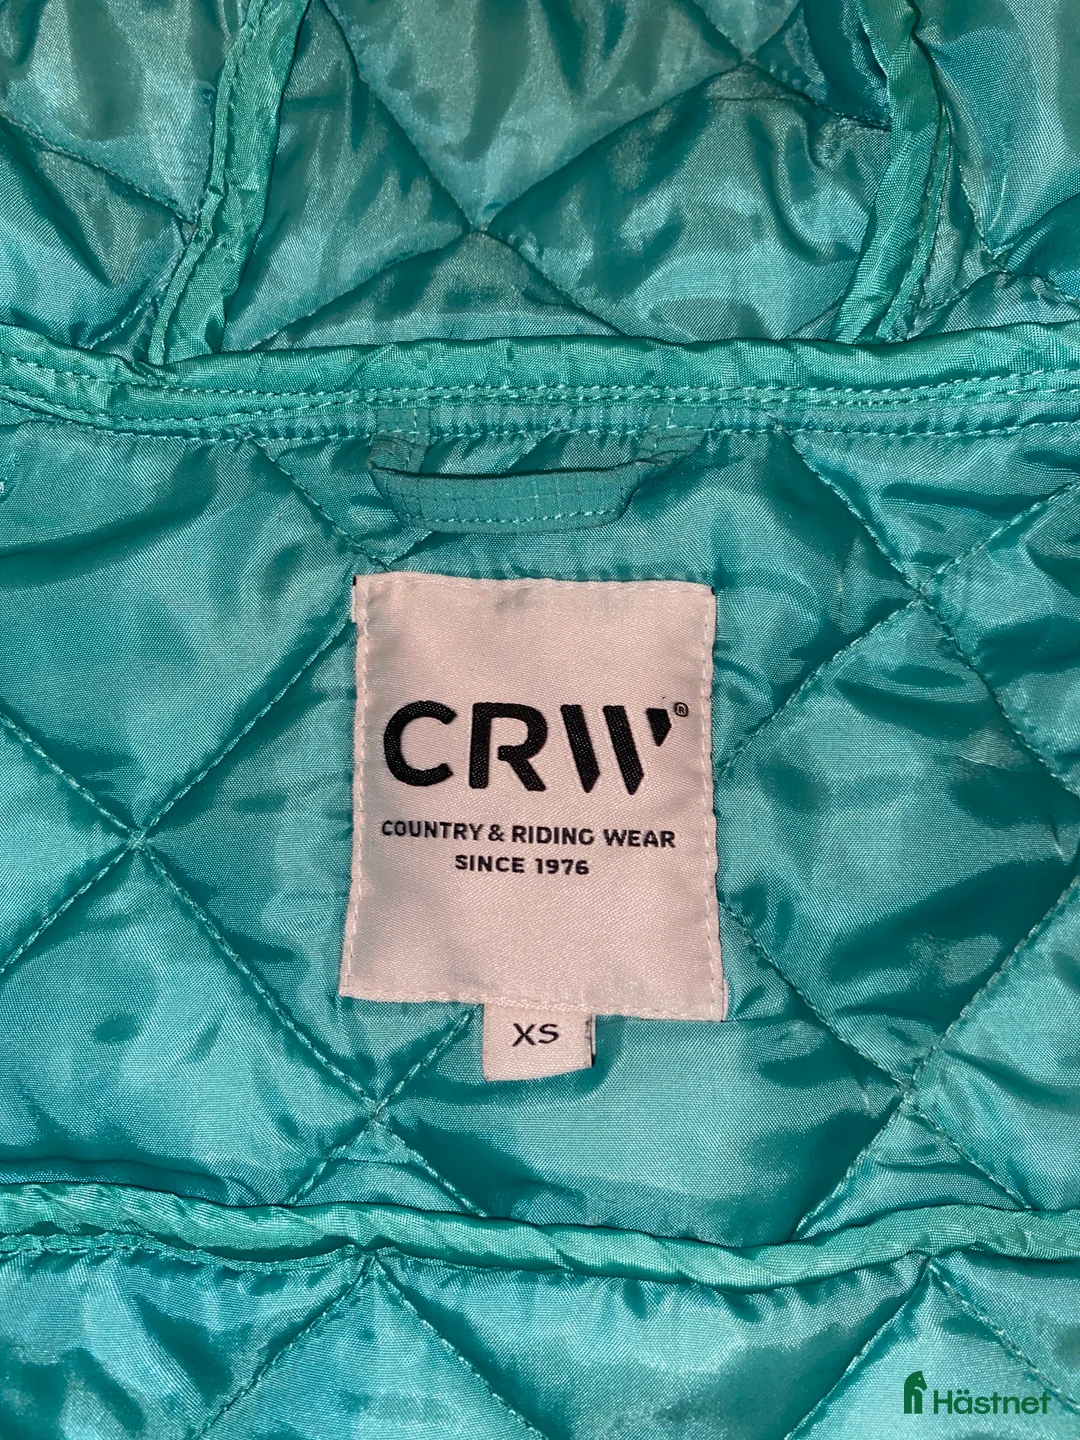 CRW®
COUNTRY & RIDING WEAR
SINCE 1976
XS
Hästnet